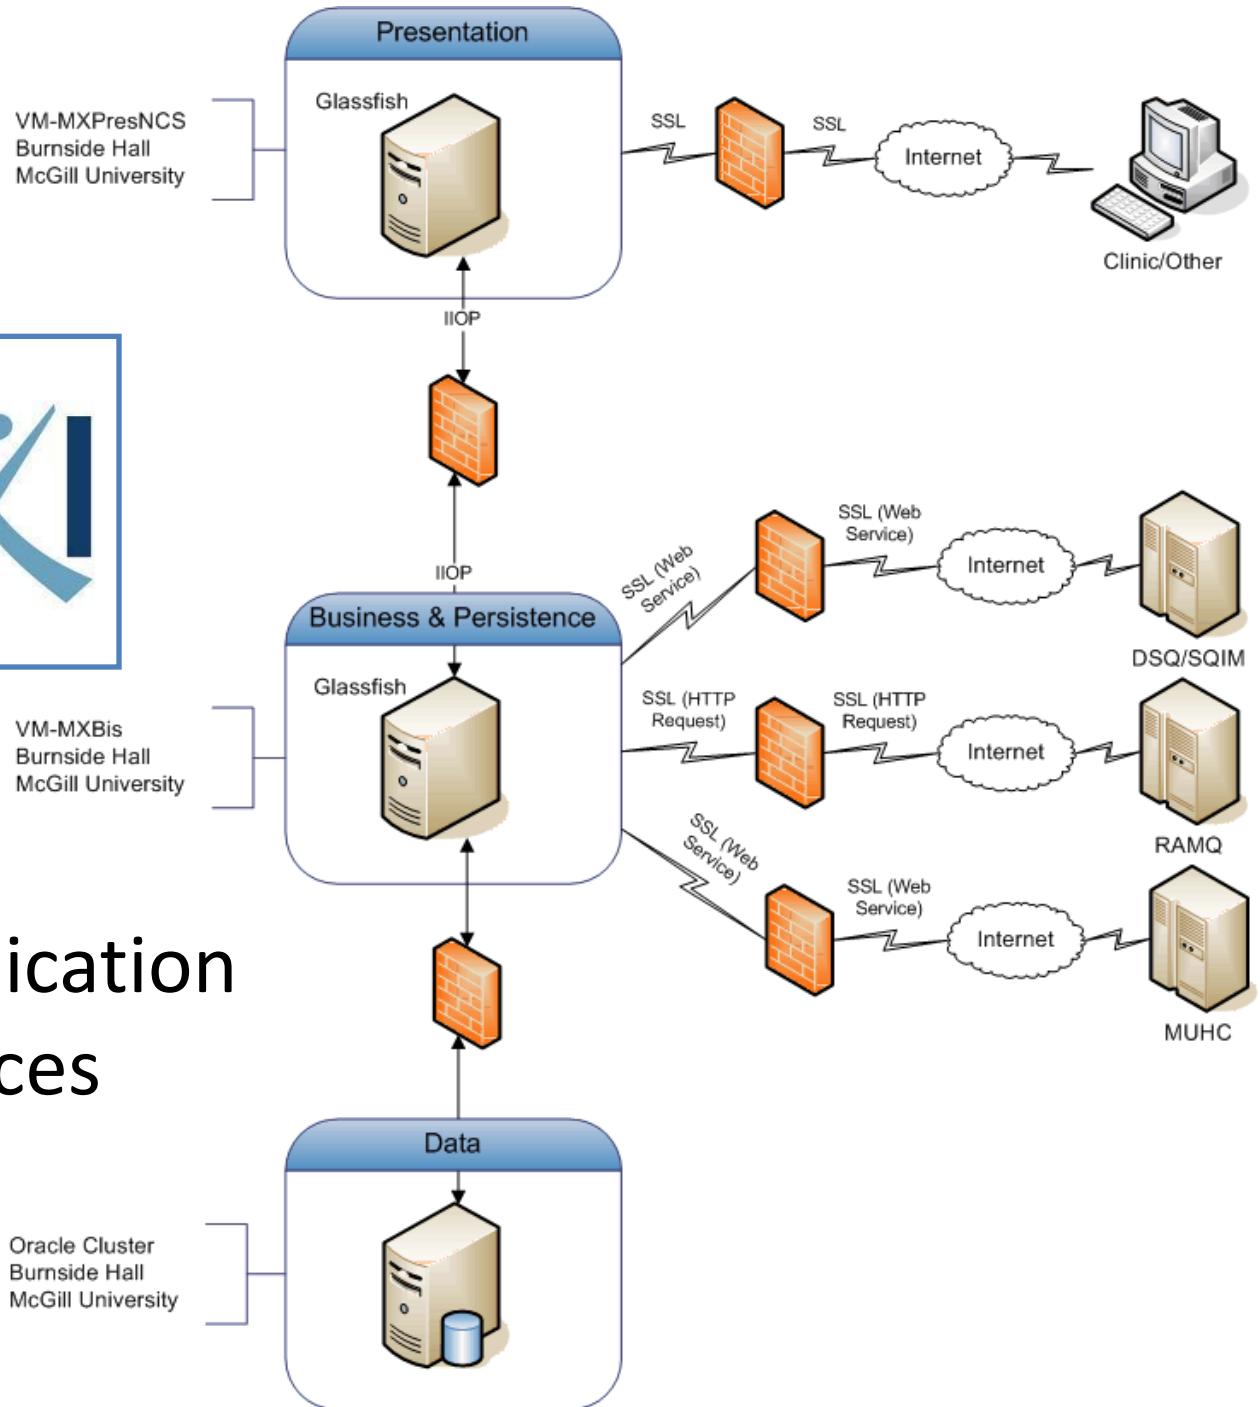 Presentation
Glassfish
VM-MXPresNCS
Burnside Hall
McGill University
SSL
SSL
Internet
Clinic/Other
IIOP
IIOP
Business & Persistence
Glassfish
VM-MXBis
Burnside Hall
McGill University
SSL (Web
Service)
SSL (Web
Service)
Internet
DSQ/SQIM
SSL (HTTP
Request)
SSL (HTTP
Request)
Internet
RAMQ
SSL (Web
Service)
SSL (Web
Service)
Internet
MUHC
ication
ces
Data
Oracle Cluster
Burnside Hall
McGill University